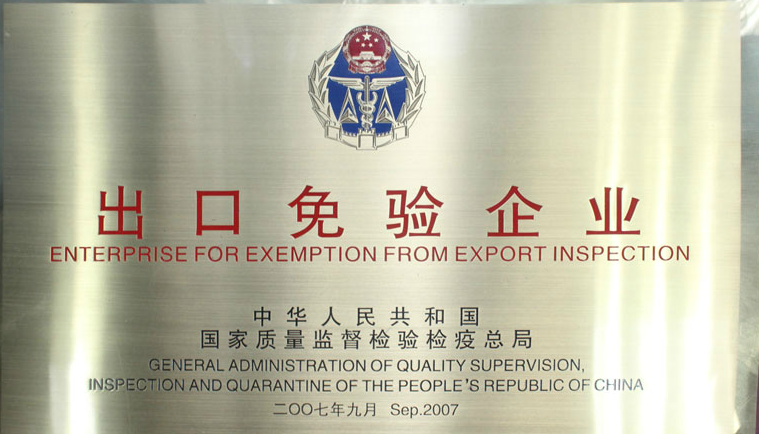 出口免验企业
ENTERPRISE FOR EXEMPTION FROM EXPORT INSPECTION
中华人民共和国
国家质量监督检验检疫总局
GENERAL ADMINISTRATION OF QUALITY SUPERVISION,
INSPECTION AND QUARANTINE OF THE PEOPLE'S REPUBLIC OF CHINA
二〇〇七年九月 Sep.2007